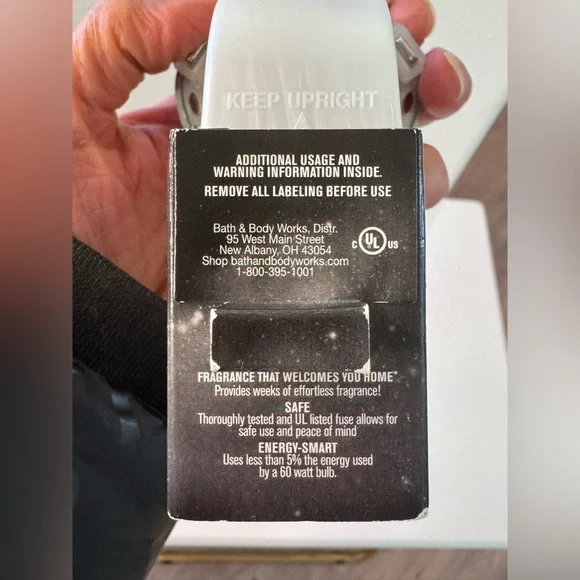 KEEP UPRIGHT
ADDITIONAL USAGE AND
WARNING INFORMATION INSIDE.
REMOVE ALL LABELING BEFORE USE
Bath & Body Works, Distr.
95 West Main Street
New Albany, OH 43054
Shop bathandbodyworks.com
1-800-395-1001
C UL US
FRAGRANCE THAT WELCOMES YOU HOME™
Provides weeks of effortless fragrance!
SAFE
Thoroughly tested and UL listed fuse allows for
safe use and peace of mind
ENERGY-SMART
Uses less than 5% the energy used
by a 60 watt bulb.